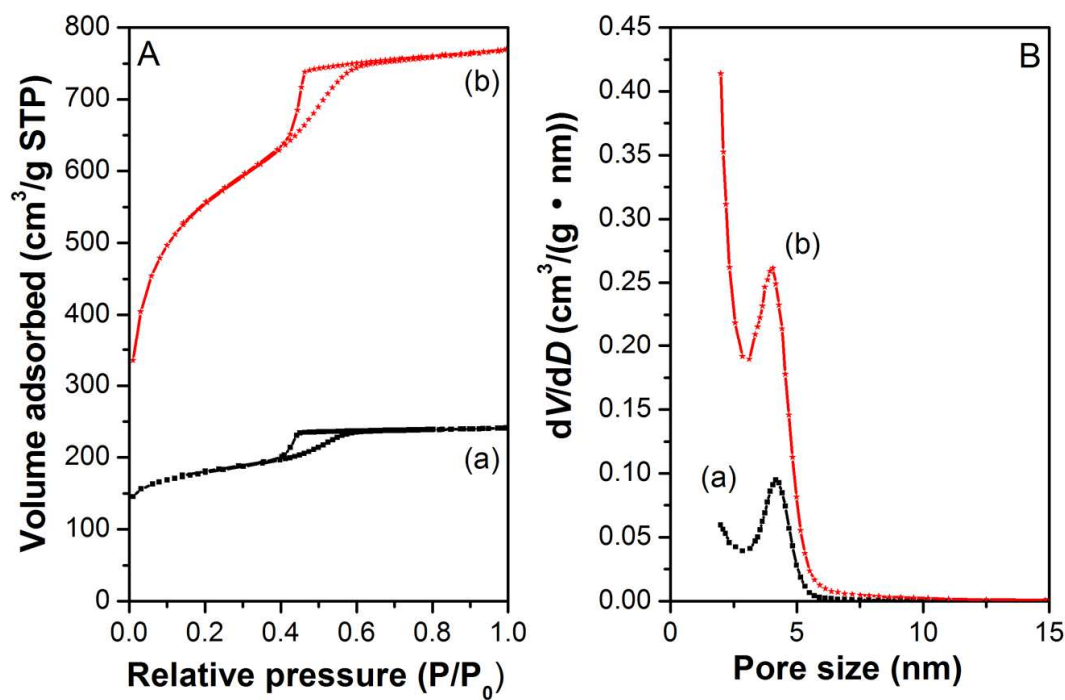 A
(b)
(a)
800
700
600
500
400
300
200
100
0
0.0 0.2 0.4 0.6 0.8 1.0
Volume adsorbed (cm³/g STP)
Relative pressure (P/P₀)
B
(b)
(a)
0.45
0.40
0.35
0.30
0.25
0.20
0.15
0.10
0.05
0.00
0 5 10 15
dV/dD (cm³/(g · nm))
Pore size (nm)